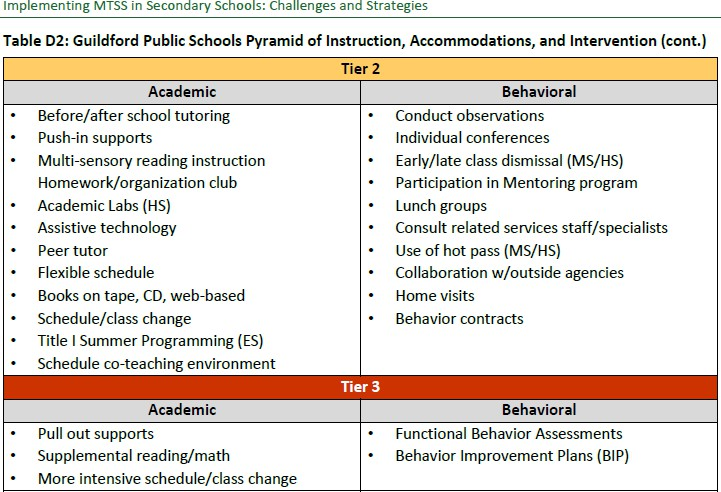 Implementing MTSS in Secondary Schools: Challenges and Strategies
Table D2: Guildford Public Schools Pyramid of Instruction, Accommodations, and Intervention (cont.)
Tier 2
Academic
• Before/after school tutoring
• Push-in supports
• Multi-sensory reading instruction
Homework/organization club
• Academic Labs (HS)
• Assistive technology
• Peer tutor
• Flexible schedule
• Books on tape, CD, web-based
• Schedule/class change
• Title I Summer Programming (ES)
• Schedule co-teaching environment
Behavioral
• Conduct observations
• Individual conferences
• Early/late class dismissal (MS/HS)
• Participation in Mentoring program
• Lunch groups
• Consult related services staff/specialists
• Use of hot pass (MS/HS)
• Collaboration w/outside agencies
• Home visits
• Behavior contracts
Tier 3
Academic
• Pull out supports
• Supplemental reading/math
• More intensive schedule/class change
Behavioral
• Functional Behavior Assessments
• Behavior Improvement Plans (BIP)